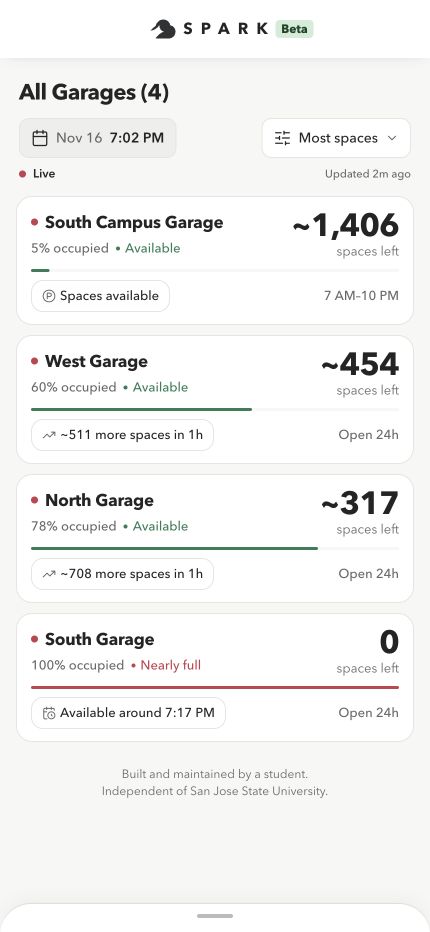 SPARK Beta
All Garages (4)
Nov 16 7:02 PM Most spaces
Live Updated 2m ago
South Campus Garage ~1,406
5% occupied • Available spaces left
Spaces available 7 AM–10 PM
West Garage ~454
60% occupied • Available spaces left
~511 more spaces in 1h Open 24h
North Garage ~317
78% occupied • Available spaces left
~708 more spaces in 1h Open 24h
South Garage 0
100% occupied • Nearly full spaces left
Available around 7:17 PM Open 24h
Built and maintained by a student.
Independent of San Jose State University.